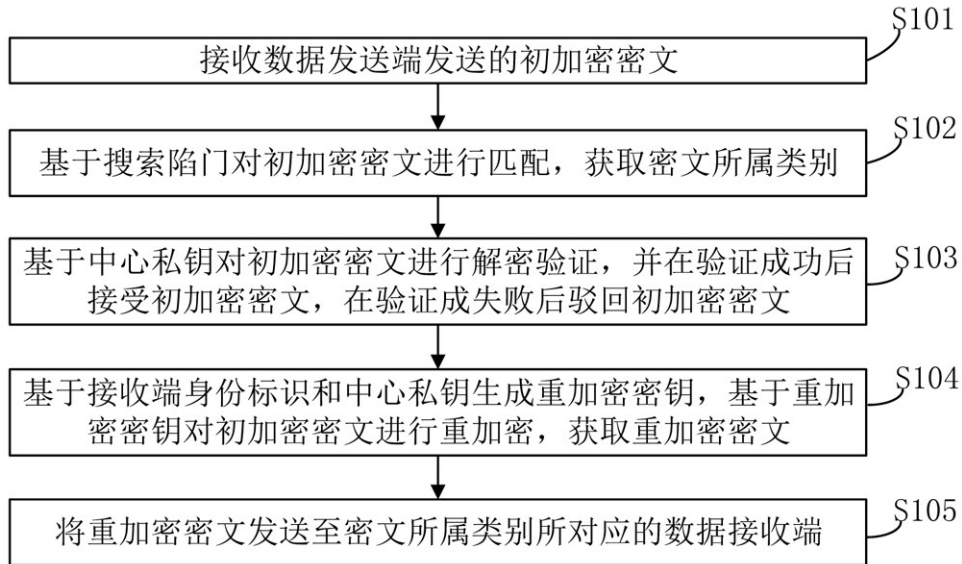 S101
接收数据发送端发送的初加密密文
S102
基于搜索陷门对初加密密文进行匹配，获取密文所属类别
S103
基于中心私钥对初加密密文进行解密验证，并在验证成功后
接受初加密密文，在验证成失败后驳回初加密密文
S104
基于接收端身份标识和中心私钥生成重加密密钥，基于重加
密密钥对初加密密文进行重加密，获取重加密密文
S105
将重加密密文发送至密文所属类别所对应的数据接收端